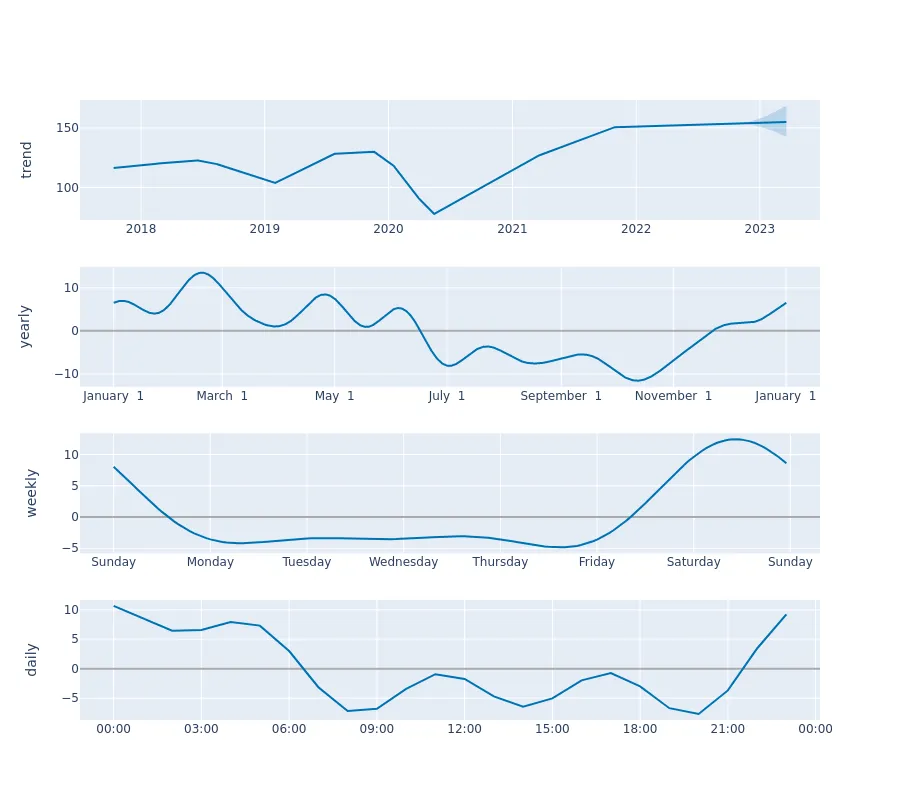 trend
150
100
2018 2019 2020 2021 2022 2023
yearly
10
0
−10
January 1 March 1 May 1 July 1 September 1 November 1 January 1
weekly
10
5
0
−5
Sunday Monday Tuesday Wednesday Thursday Friday Saturday Sunday
daily
10
5
0
−5
00:00 03:00 06:00 09:00 12:00 15:00 18:00 21:00 00:00